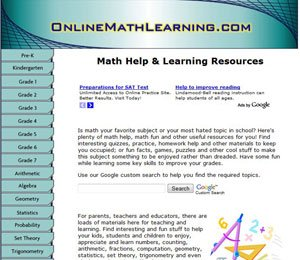 OnlineMathLearning.com
Pre-K
Kindergarten
Grade 1
Grade 2
Grade 3
Grade 4
Grade 5
Grade 6
Grade 7
Arithmetic
Algebra
Geometry
Statistics
Probability
Set Theory
Trigonometry
Math Help & Learning Resources
Preparations for SAT Test
Unlimited Access to Online Practice Site.
Better Results. Visit Today!
Help to improve reading
Lindamood-Bell reading instruction can
help students of all ages.
Ads by Google
Is math your favorite subject or your most hated topic in school? Here's
plenty of math help, math fun and other useful resources for you! Find
interesting quizzes, practice, homework help and other materials to keep
you occupied; or fun facts, games, puzzles and other cool stuff to make
this subject something to be enjoyed rather than dreaded. Have some fun
while learning some key skills to improve your grades.
Use our Google custom search to help you find the required topics.
Search
Google™
Custom Search
For parents, teachers and educators, there are
loads of materials here for teaching and
learning. Find interesting and fun stuff to help
your kids, students and children to enjoy,
appreciate and learn numbers, counting,
arithmetic, fractions, computation, geometry,
statistics, set theory, trigonometry and even